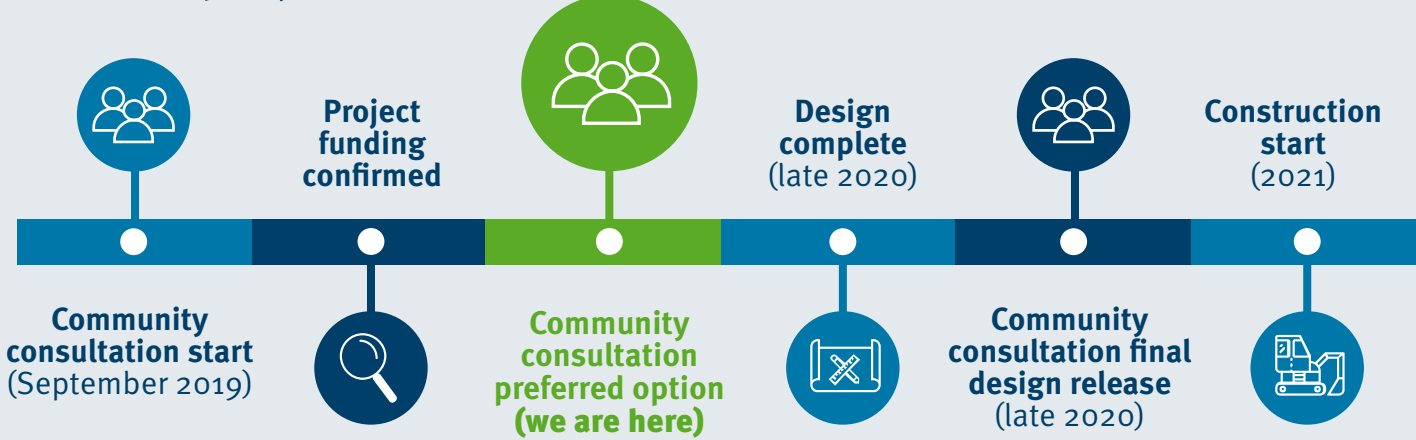 Community
consultation start
(September 2019)
Project
funding
confirmed
Community
consultation
preferred option
(we are here)
Design
complete
(late 2020)
Community
consultation final
design release
(late 2020)
Construction
start
(2021)